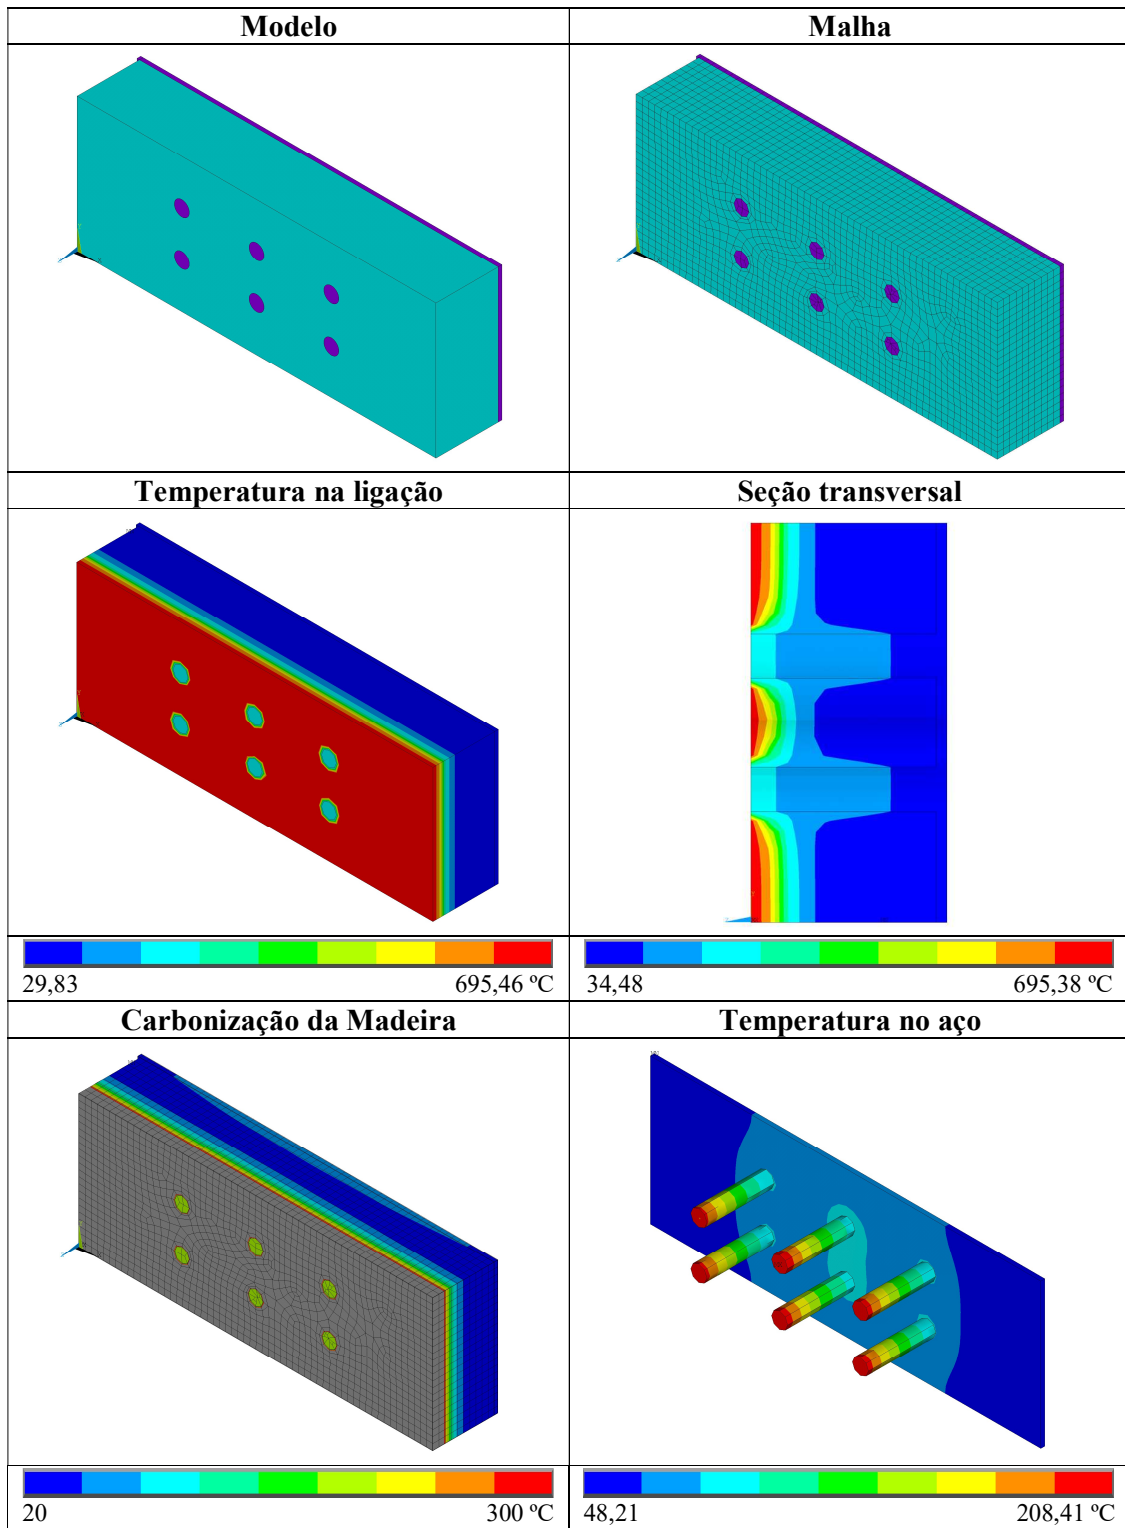 Modelo
Malha
Temperatura na ligação
Seção transversal
29,83
695,46 ºC
34,48
695,38 ºC
Carbonização da Madeira
Temperatura no aço
20
300 ºC
48,21
208,41 ºC